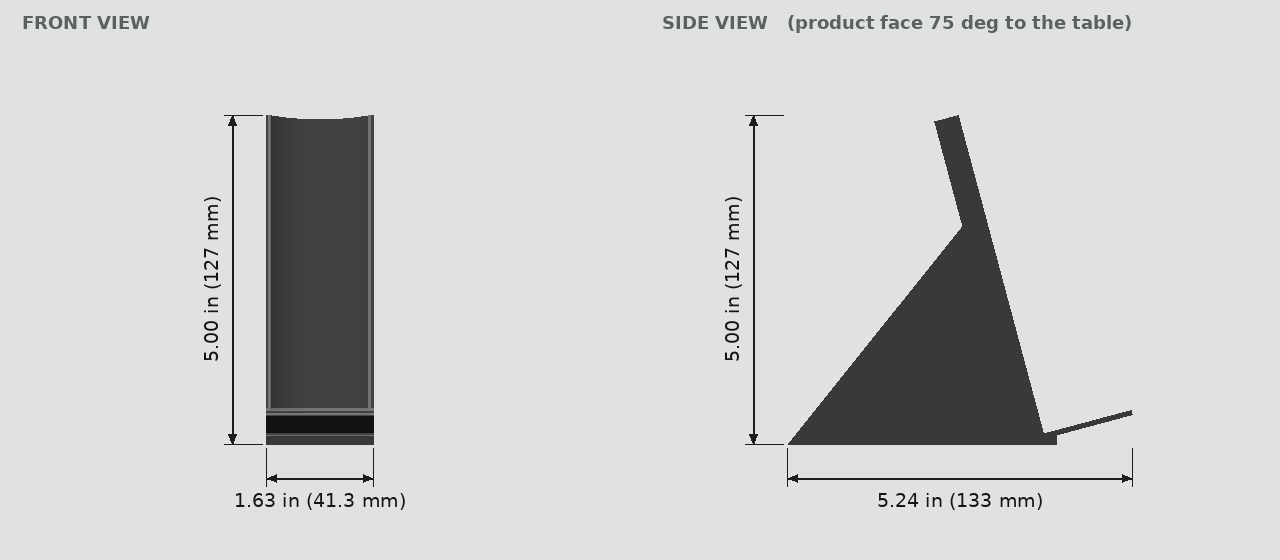 FRONT VIEW
SIDE VIEW (product face 75 deg to the table)
5.00 in (127 mm)
5.00 in (127 mm)
1.63 in (41.3 mm)
5.24 in (133 mm)